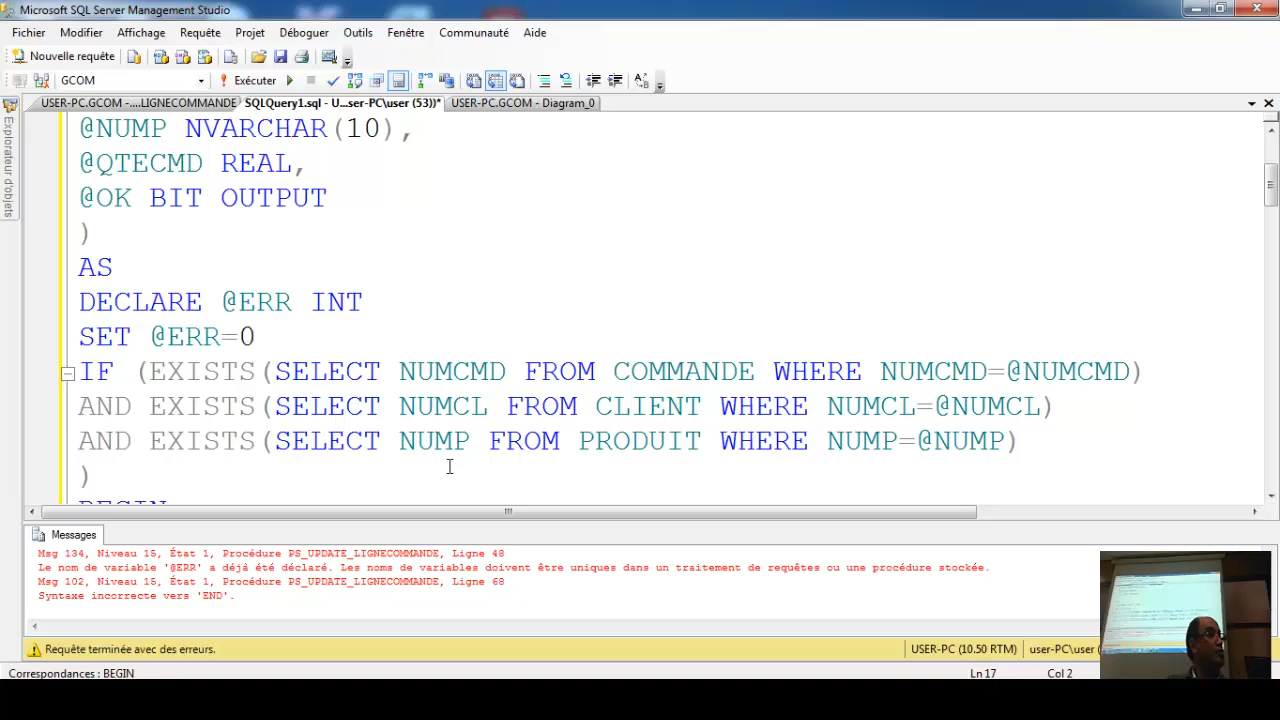 Microsoft SQL Server Management Studio
Fichier Modifier Affichage Requête Projet Déboguer Outils Fenêtre Communauté Aide
Nouvelle requête
GCOM Exécuter
USER-PC.GCOM -....LIGNECOMMANDE SQLQuery1.sql - U...ser-PC\user (53))* USER-PC.GCOM - Diagram_0
Explorateur d'objets
@NUMP NVARCHAR(10),
@QTECMD REAL,
@OK BIT OUTPUT
)
AS
DECLARE @ERR INT
SET @ERR=0
IF (EXISTS(SELECT NUMCMD FROM COMMANDE WHERE NUMCMD=@NUMCMD)
AND EXISTS(SELECT NUMCL FROM CLIENT WHERE NUMCL=@NUMCL)
AND EXISTS(SELECT NUMP FROM PRODUIT WHERE NUMP=@NUMP)
)
BEGIN
Messages
Msg 134, Niveau 15, État 1, Procédure PS_UPDATE_LIGNECOMMANDE, Ligne 48
Le nom de variable '@ERR' a déjà été déclaré. Les noms de variables doivent être uniques dans un traitement de requêtes ou une procédure stockée.
Msg 102, Niveau 15, État 1, Procédure PS_UPDATE_LIGNECOMMANDE, Ligne 68
Syntaxe incorrecte vers 'END'.
Requête terminée avec des erreurs. USER-PC (10.50 RTM) user-PC\user (
Correspondances : BEGIN Ln 17 Col 2